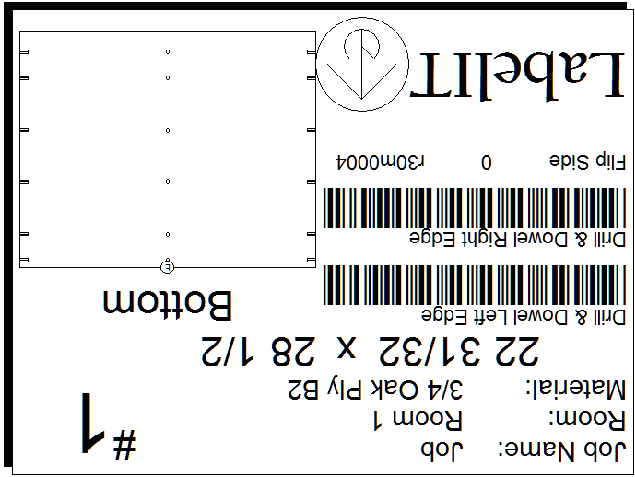 Job Name: Job
Room: Room 1
Material: 3/4 Oak Ply B2
#1
22 31/32 x 28 1/2
Drill & Dowel Left Edge
Bottom
Drill & Dowel Right Edge
E
Flip Side 0 r30m0004
LabelIT